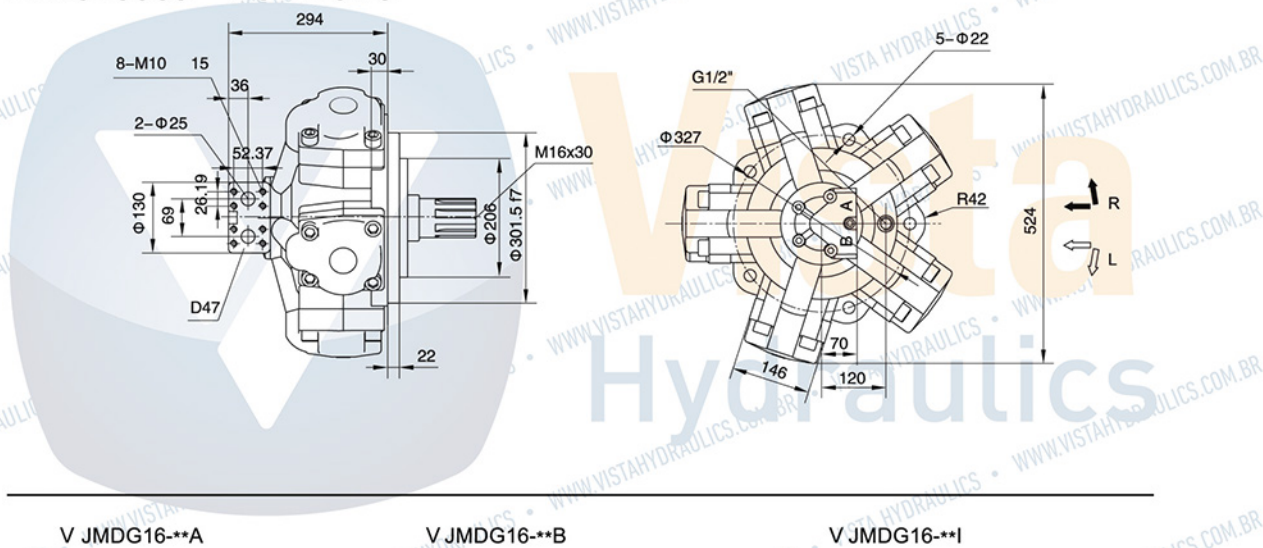 294
8-M10 15
30
36
2-Φ25
52.37
M16x30
Φ130
69
26.19
Φ206
Φ301.5 f7
D47
22
5-Φ22
G1/2"
Φ327
A
B
R42
524
R
L
70
120
146
Vista
Hydraulics
VISTA HYDRAULICS • WWW.VISTAHYDRAULICS.COM.BR
V JMDG16-**A
V JMDG16-**B
V JMDG16-**I